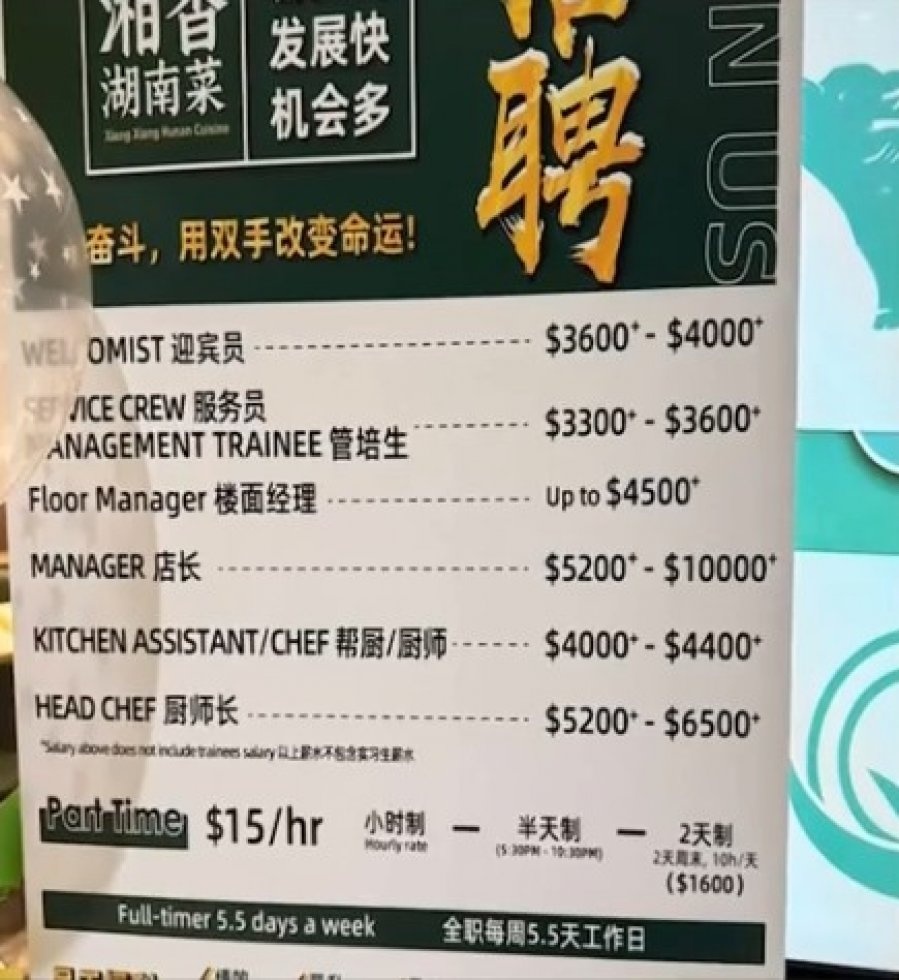 湘香
湖南菜
Xiang Xiang Hunan Cuisine
发展快
机会多
聘
IN US
奋斗，用双手改变命运!
WELCOMIST 迎宾员 $3600+ - $4000+
SERVICE CREW 服务员
MANAGEMENT TRAINEE 管培生 $3300+ - $3600+
Floor Manager 楼面经理 Up to $4500+
MANAGER 店长 $5200+ - $10000+
KITCHEN ASSISTANT/CHEF 帮厨/厨师 $4000+ - $4400+
HEAD CHEF 厨师长 $5200+ - $6500+
*Salary above does not include trainees salary 以上薪水不包含实习生薪水
Part Time $15/hr 小时制 — 半天制 — 2天制
Hourly rate (5:30PM - 10:30PM) 2天周末, 10h/天
($1600)
Full-timer 5.5 days a week 全职每周5.5天工作日